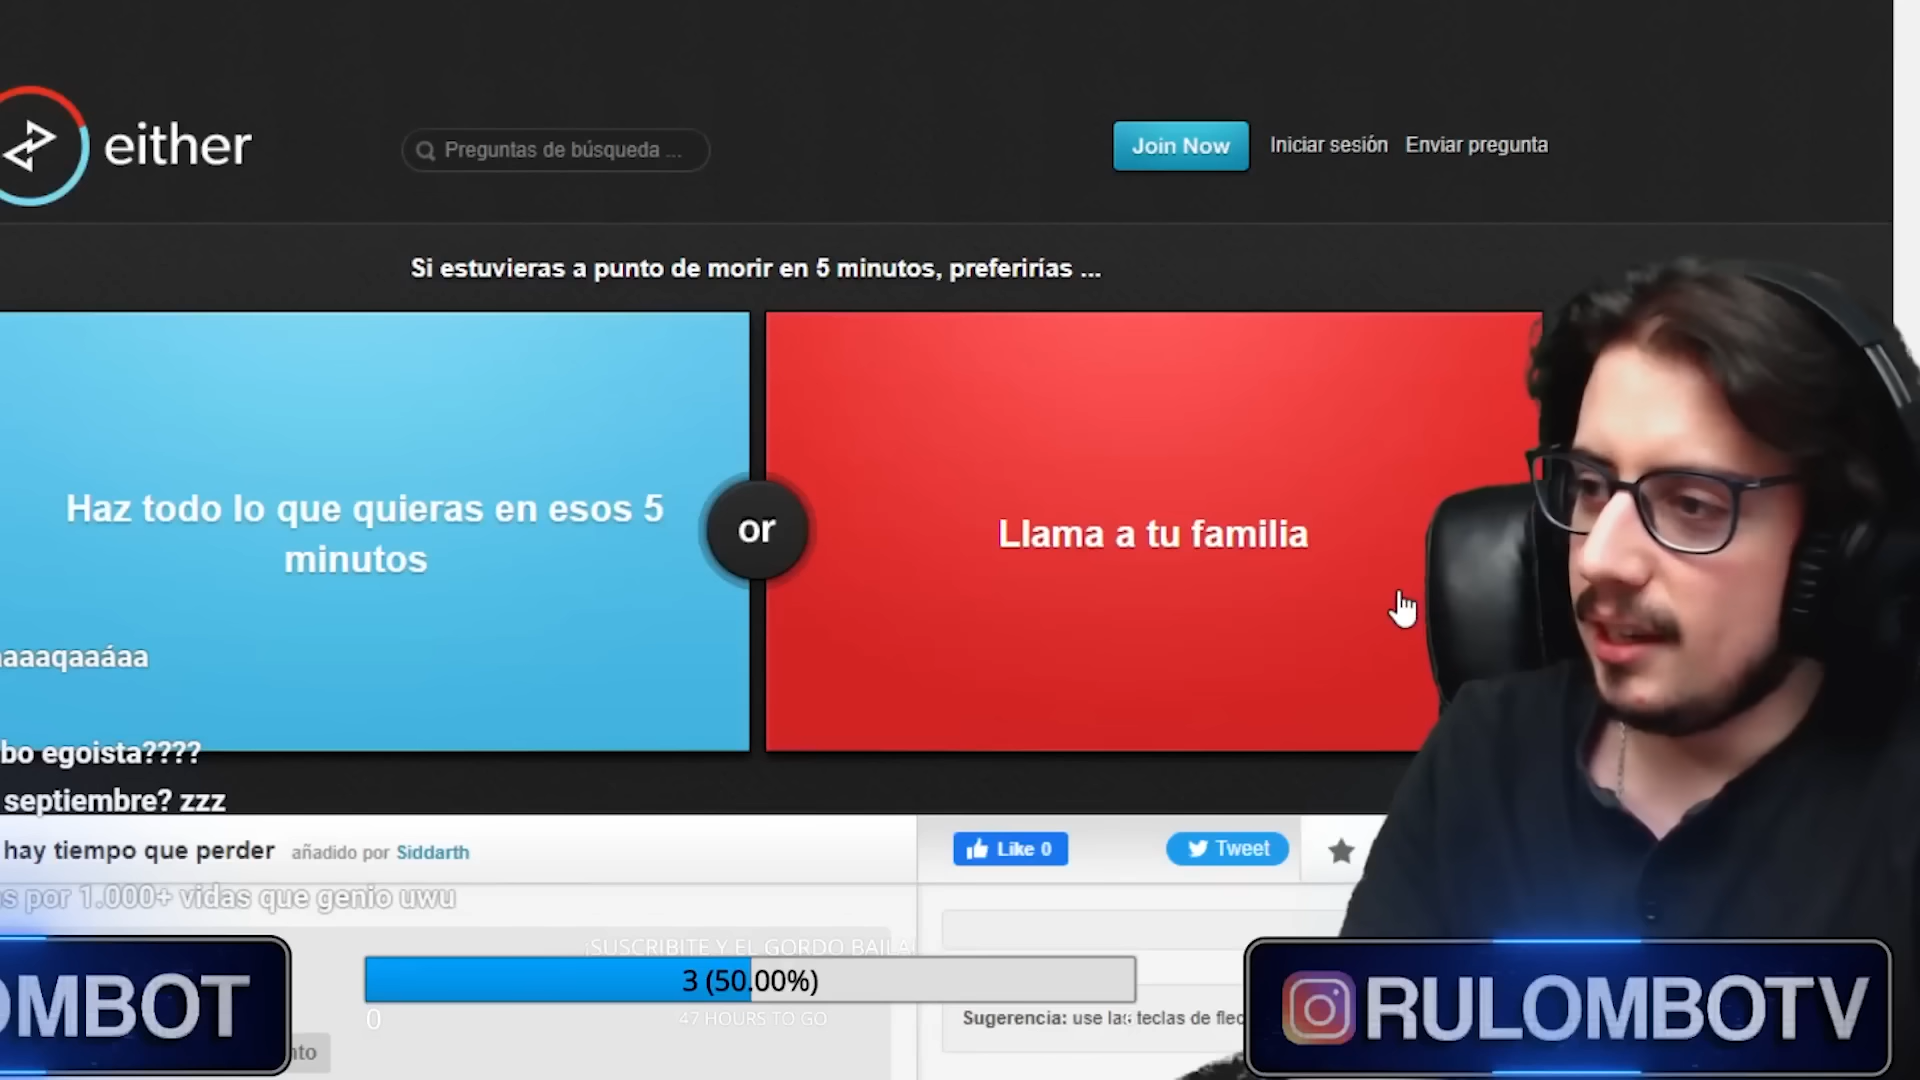 either
Preguntas de búsqueda ...
Join Now
Iniciar sesión
Enviar pregunta
Si estuvieras a punto de morir en 5 minutos, preferirías ...
Haz todo lo que quieras en esos 5
minutos
or
Llama a tu familia
aaaqaaáaa
bo egoista????
septiembre? zzz
hay tiempo que perder
añadido por Siddarth
Like 0
Tweet
s por 1.000+ vidas que genio uwu
¡SUSCRIBITE Y EL GORDO BAILA!
3 (50.00%)
0
47 HOURS TO GO
Sugerencia: use las teclas de flec
OMBOT
nto
RULOMBOTV